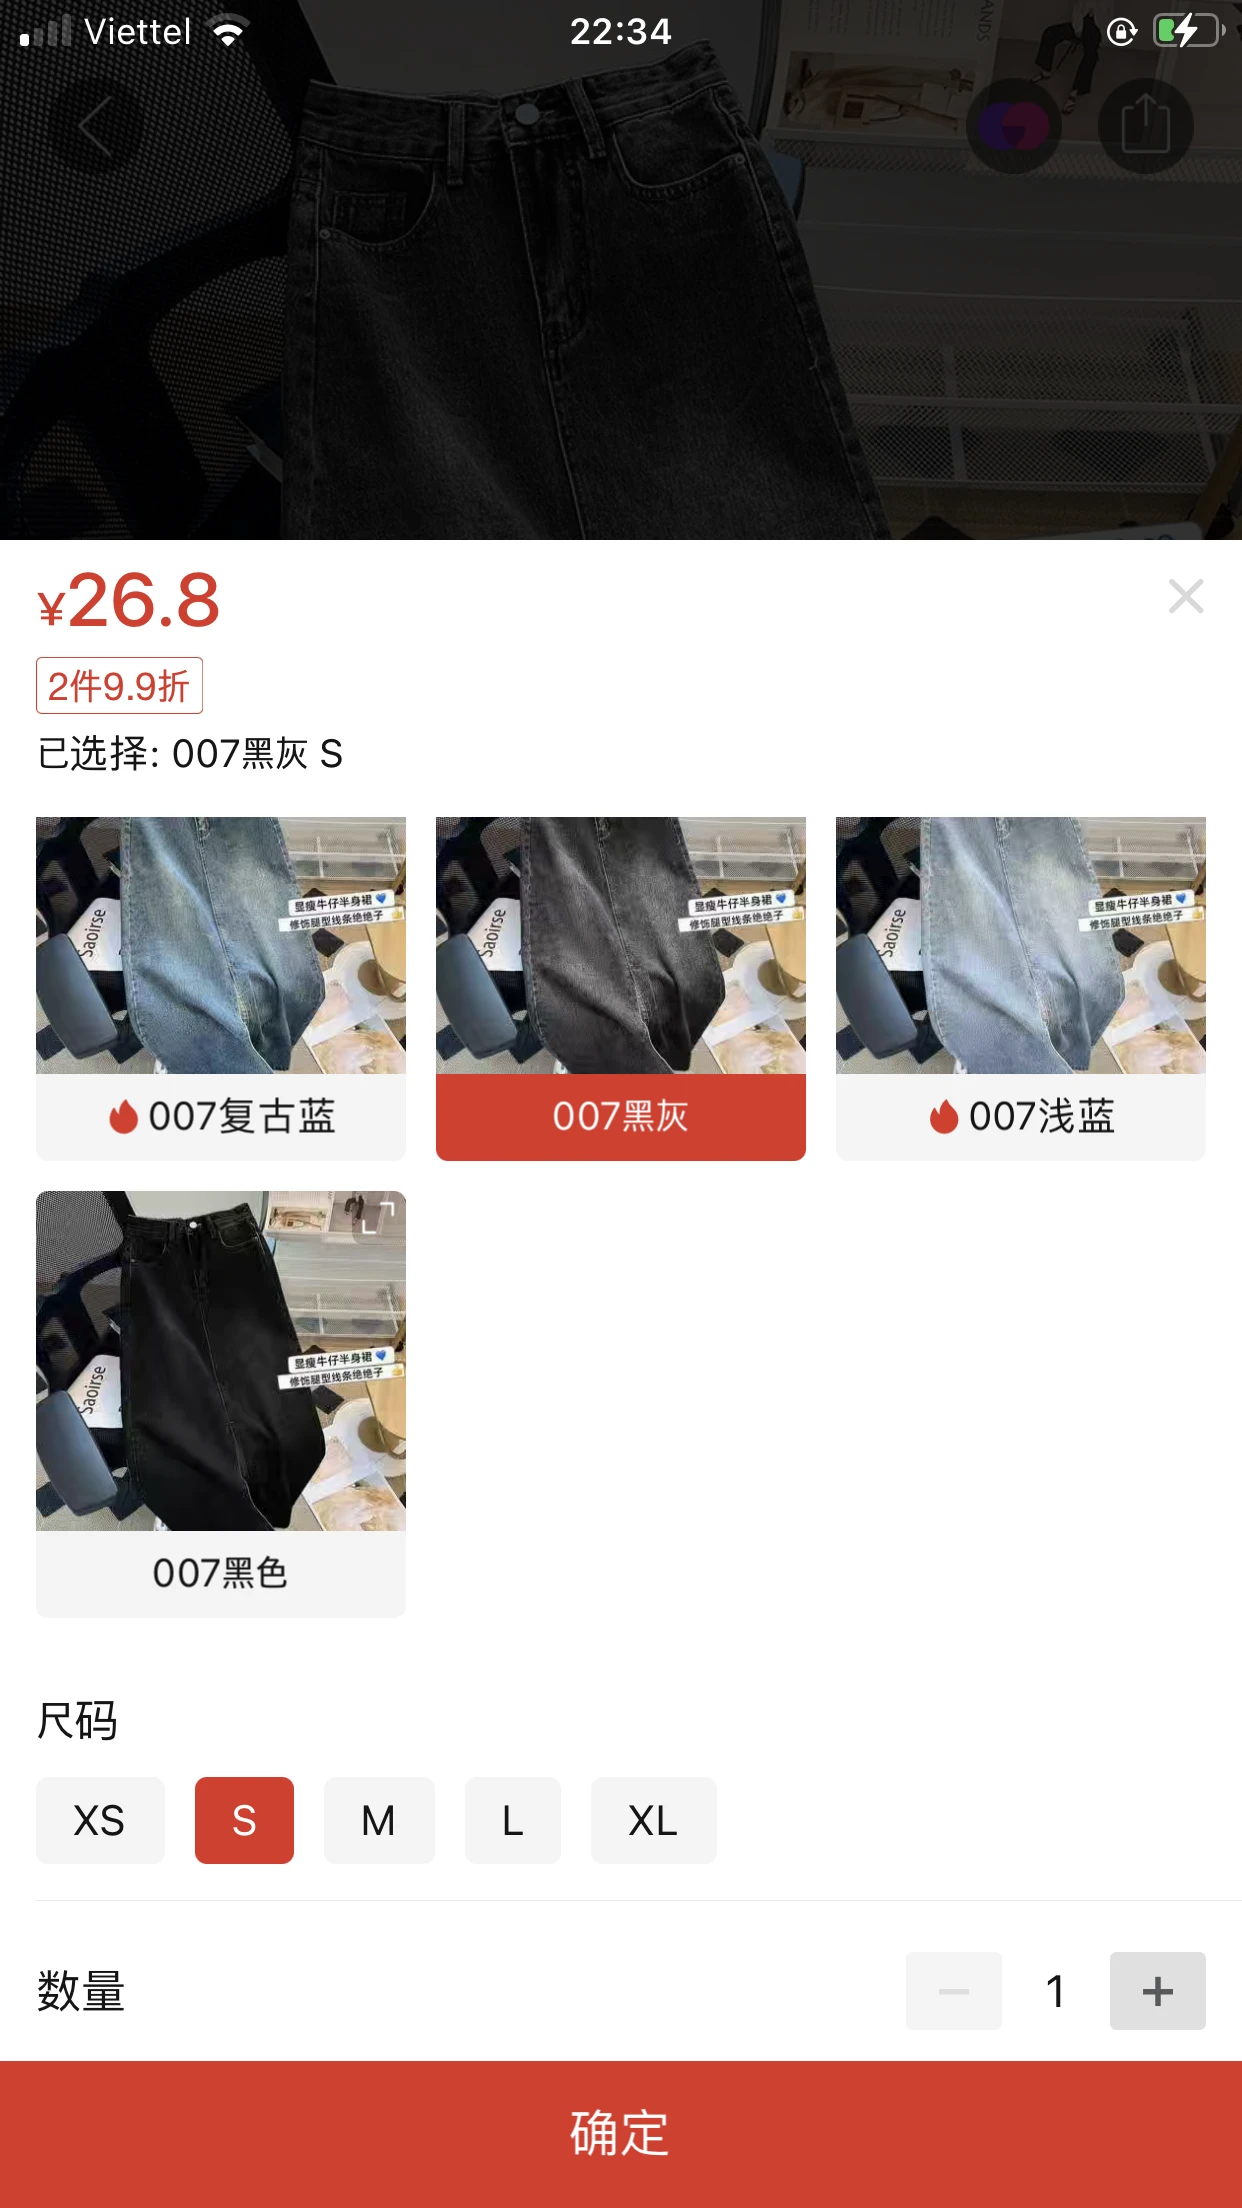 Viettel
22:34
ANDS
¥26.8
2件9.9折
已选择: 007黑灰 S
Saoirse
显瘦牛仔半身裙💙
修饰腿型线条绝绝子
Saoirse
显瘦牛仔半身裙💙
修饰腿型线条绝绝子
Saoirse
显瘦牛仔半身裙💙
修饰腿型线条绝绝子
007复古蓝
007黑灰
007浅蓝
Saoirse
显瘦牛仔半身裙💙
修饰腿型线条绝绝子
007黑色
尺码
XS
S
M
L
XL
数量
1
确定